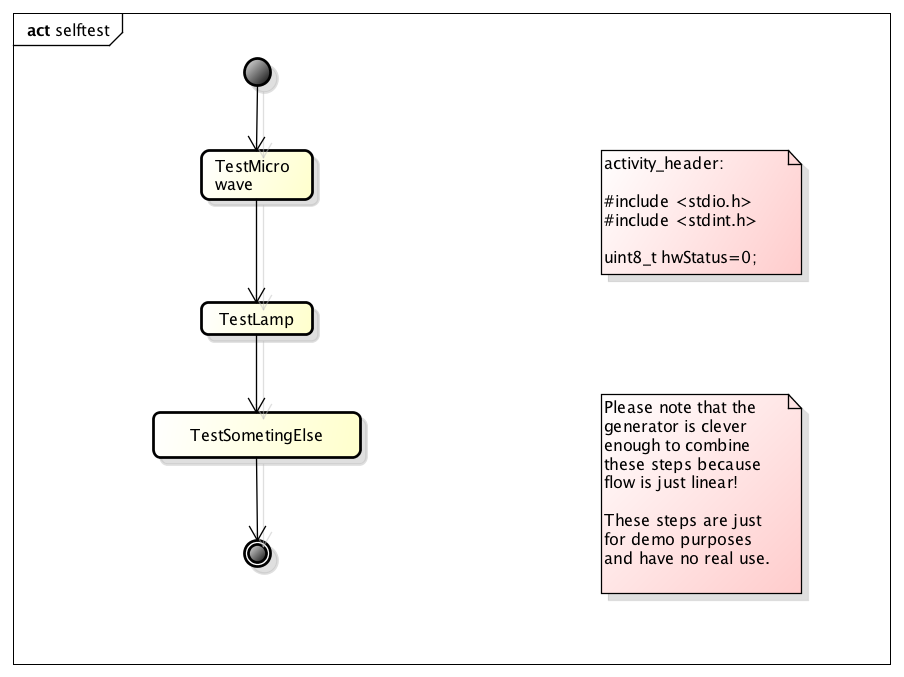 act selftest
TestMicro
wave
TestLamp
TestSometingElse
activity_header:
#include <stdio.h>
#include <stdint.h>
uint8_t hwStatus=0;
Please note that the
generator is clever
enough to combine
these steps because
flow is just linear!
These steps are just
for demo purposes
and have no real use.